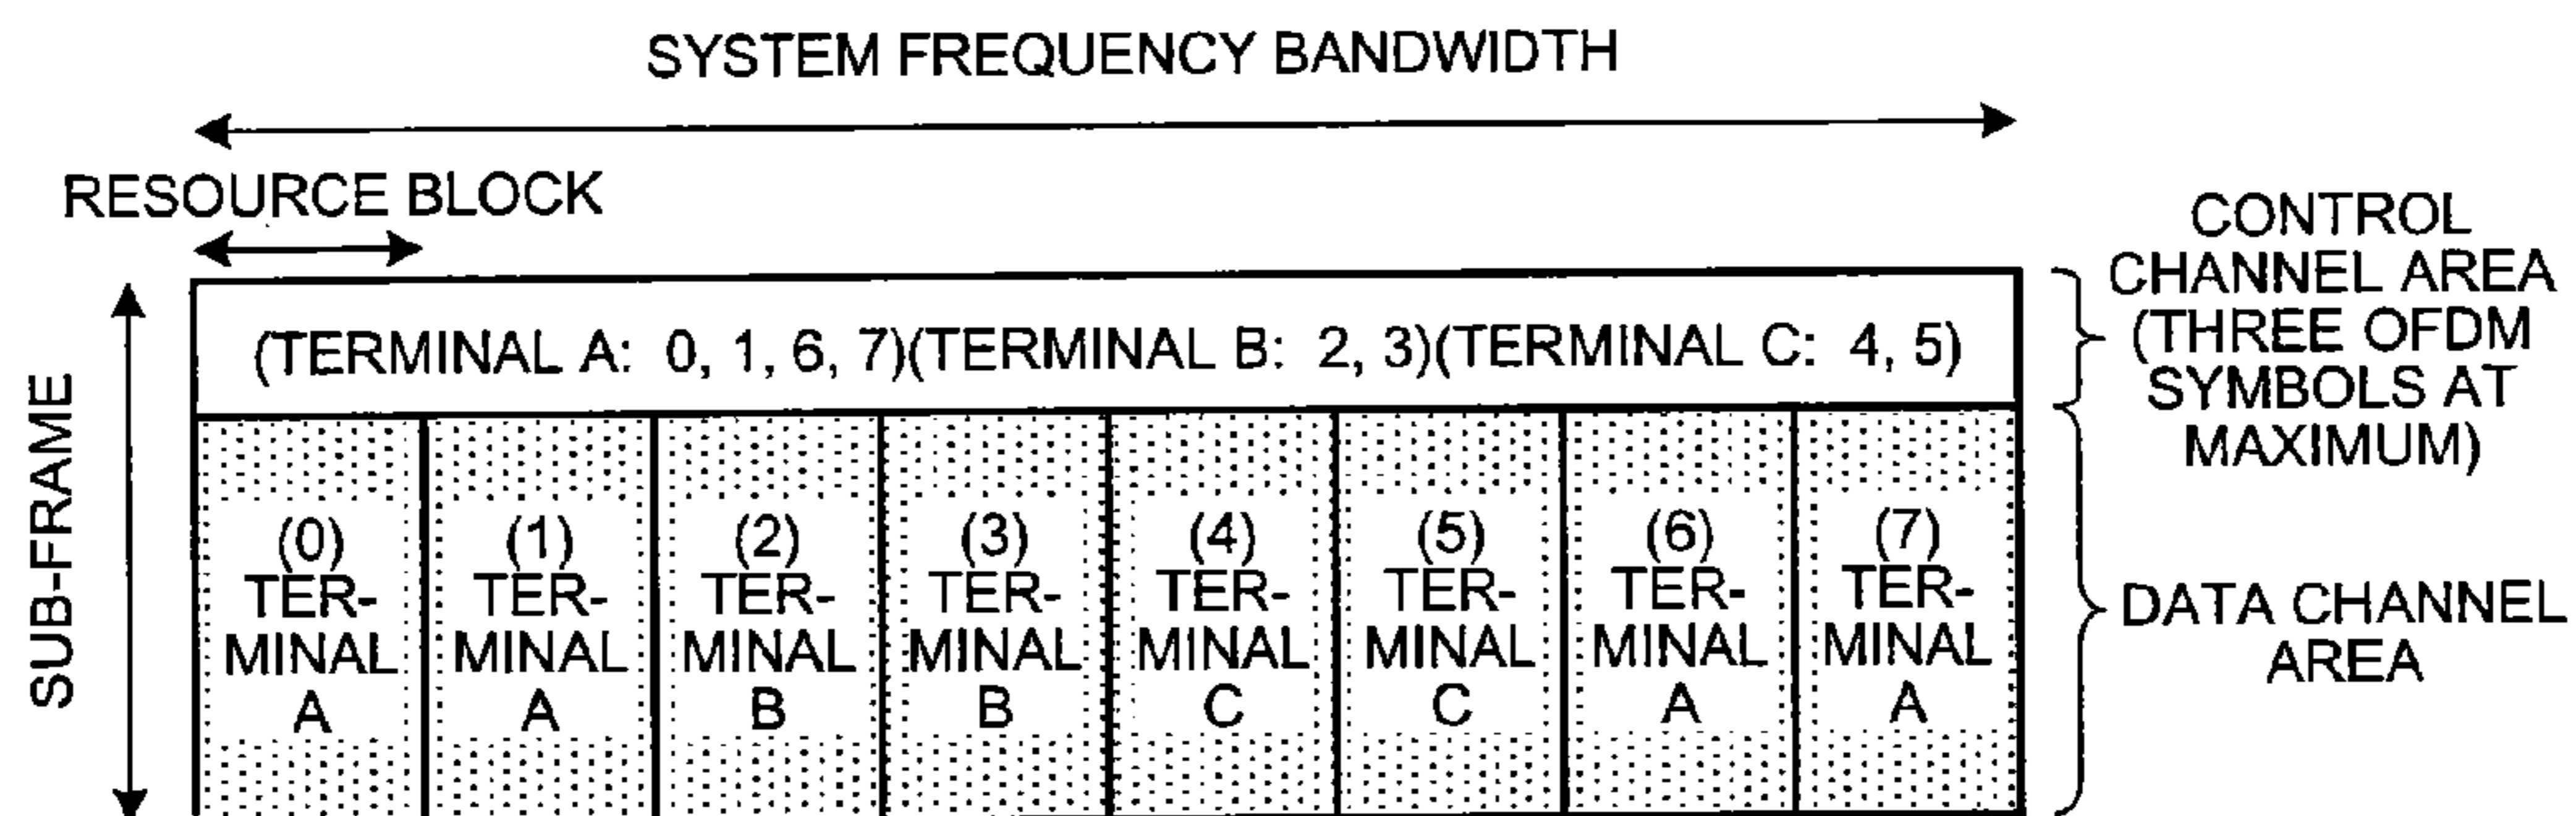 SYSTEM FREQUENCY BANDWIDTH
RESOURCE BLOCK
CONTROL
CHANNEL AREA
(THREE OFDM
SYMBOLS AT
MAXIMUM)
SUB-FRAME
(TERMINAL A: 0, 1, 6, 7)(TERMINAL B: 2, 3)(TERMINAL C: 4, 5)
(0)
TER-
MINAL
A
(1)
TER-
MINAL
A
(2)
TER-
MINAL
B
(3)
TER-
MINAL
B
(4)
TER-
MINAL
C
(5)
TER-
MINAL
C
(6)
TER-
MINAL
A
(7)
TER-
MINAL
A
DATA CHANNEL
AREA